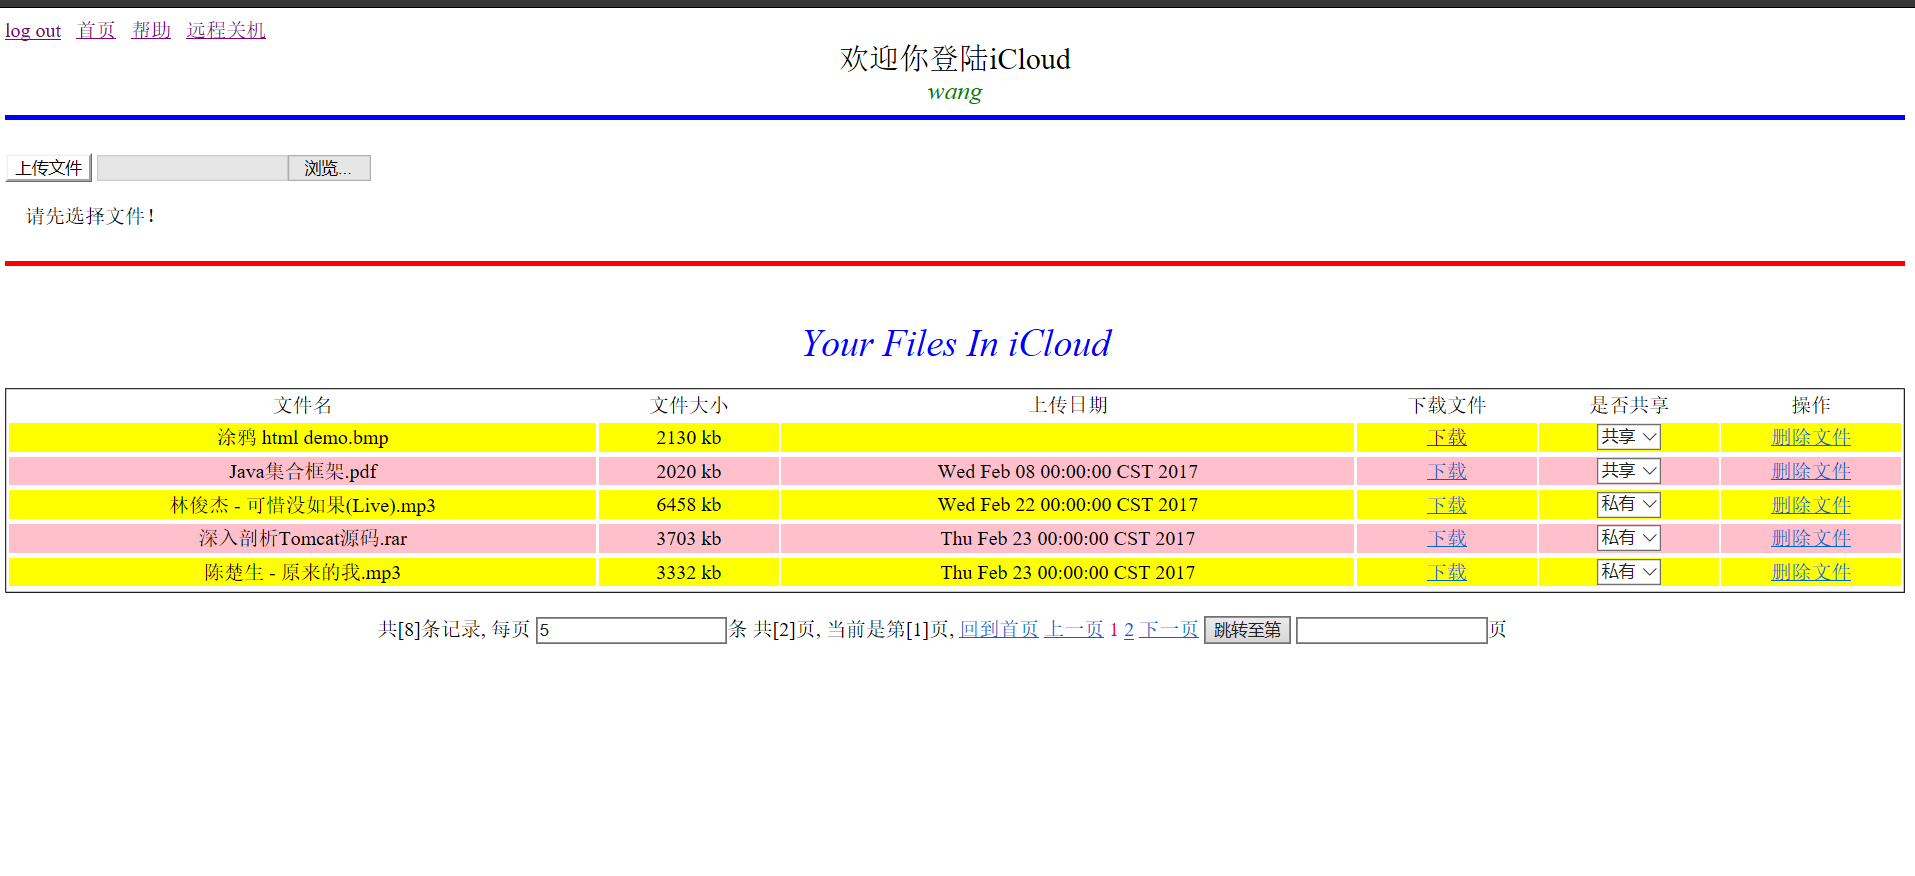 log out 首页 帮助 远程关机
欢迎你登陆iCloud
wang
上传文件 浏览...
请先选择文件！
Your Files In iCloud
文件名 文件大小 上传日期 下载文件 是否共享 操作
涂鸦 html demo.bmp 2130 kb 下载 共享 删除文件
Java集合框架.pdf 2020 kb Wed Feb 08 00:00:00 CST 2017 下载 共享 删除文件
林俊杰 - 可惜没如果(Live).mp3 6458 kb Wed Feb 22 00:00:00 CST 2017 下载 私有 删除文件
深入剖析Tomcat源码.rar 3703 kb Thu Feb 23 00:00:00 CST 2017 下载 私有 删除文件
陈楚生 - 原来的我.mp3 3332 kb Thu Feb 23 00:00:00 CST 2017 下载 私有 删除文件
共[8]条记录, 每页 5 条 共[2]页, 当前是第[1]页, 回到首页 上一页 1 2 下一页 跳转至第 页